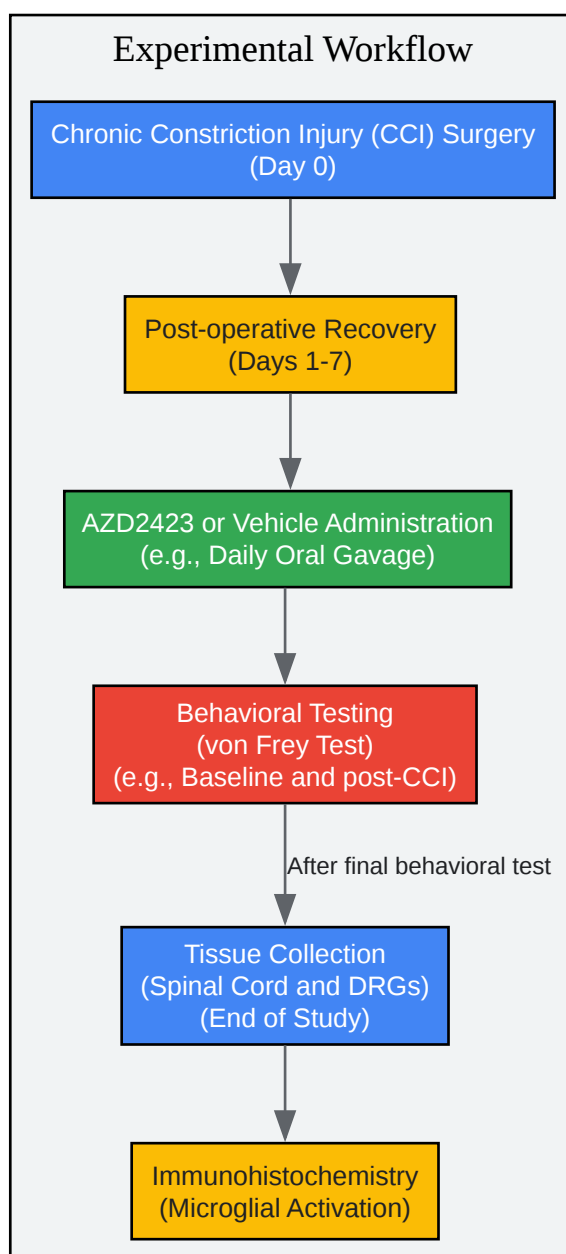 Experimental Workflow
Chronic Constriction Injury (CCI) Surgery
(Day 0)
Post-operative Recovery
(Days 1-7)
AZD2423 or Vehicle Administration
(e.g., Daily Oral Gavage)
Behavioral Testing
(von Frey Test)
(e.g., Baseline and post-CCI)
After final behavioral test
Tissue Collection
(Spinal Cord and DRGs)
(End of Study)
Immunohistochemistry
(Microglial Activation)